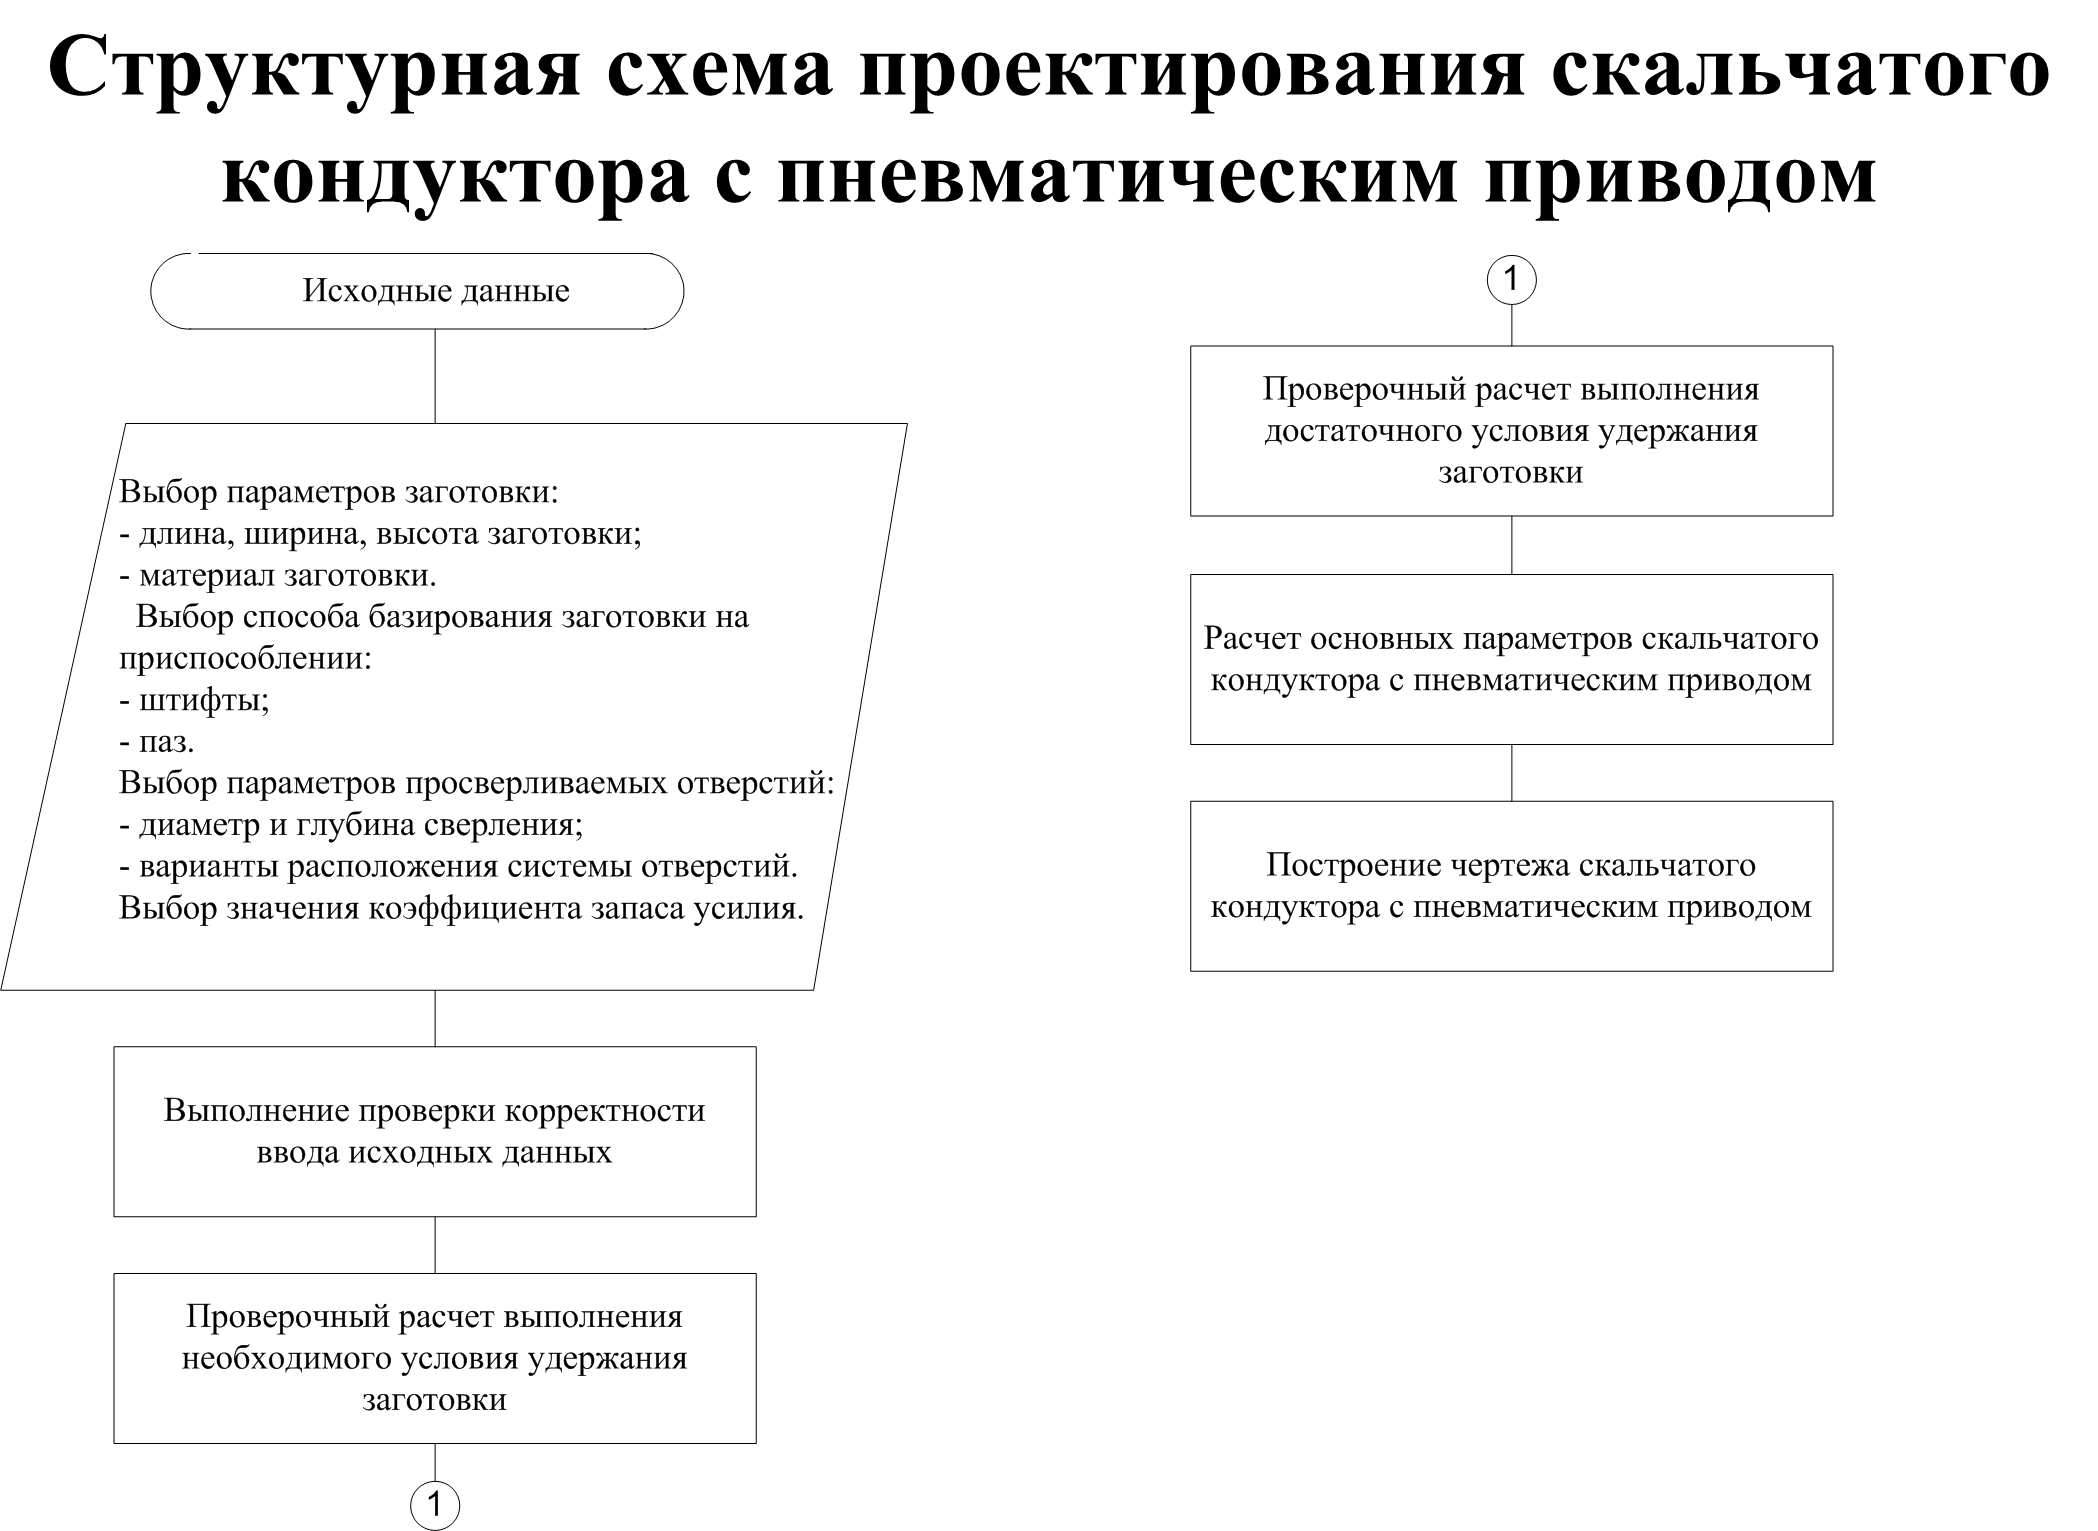 Структурная схема проектирования скальчатого
кондуктора с пневматическим приводом
Исходные данные
Выбор параметров заготовки:
- длина, ширина, высота заготовки;
- материал заготовки.
Выбор способа базирования заготовки на
приспособлении:
- штифты;
- паз.
Выбор параметров просверливаемых отверстий:
- диаметр и глубина сверления;
- варианты расположения системы отверстий.
Выбор значения коэффициента запаса усилия.
Выполнение проверки корректности
ввода исходных данных
Проверочный расчет выполнения
необходимого условия удержания
заготовки
1
1
Проверочный расчет выполнения
достаточного условия удержания
заготовки
Расчет основных параметров скальчатого
кондуктора с пневматическим приводом
Построение чертежа скальчатого
кондуктора с пневматическим приводом